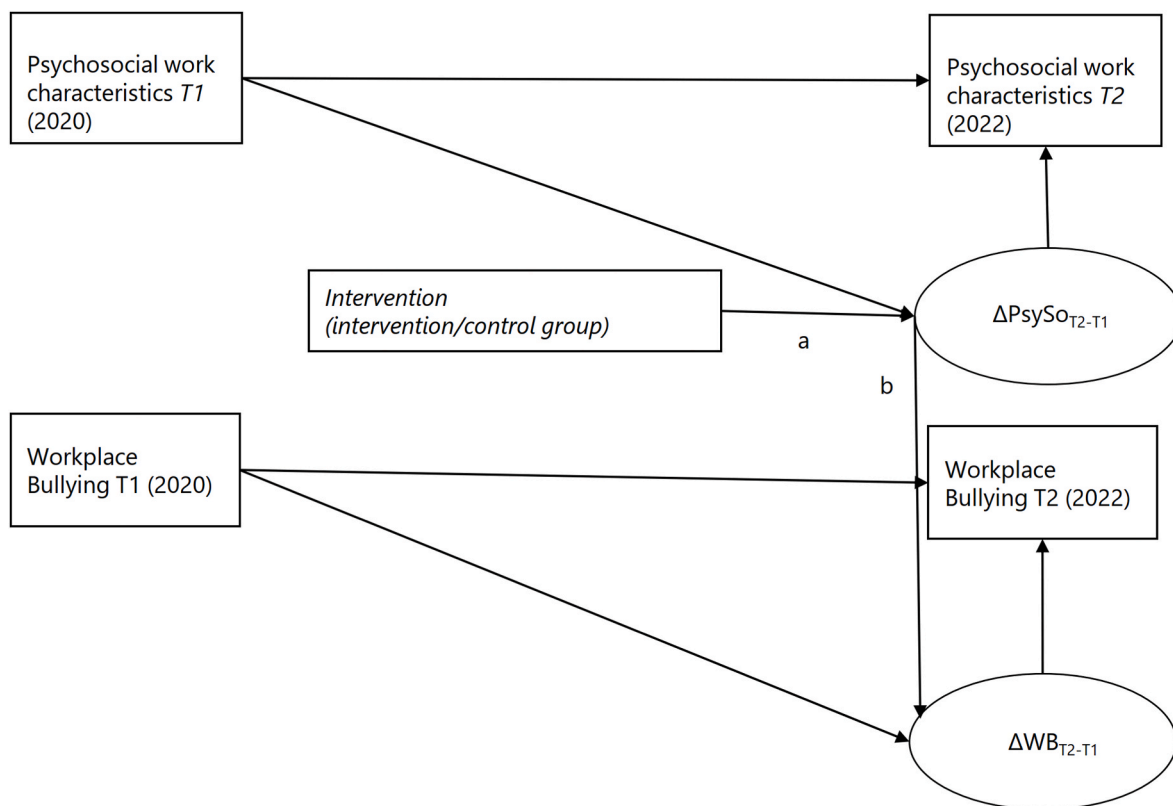 Psychosocial work
characteristics T1
(2020)
Psychosocial work
characteristics T2
(2022)
Intervention
(intervention/control group)
a
ΔPsySoT2-T1
b
Workplace
Bullying T1 (2020)
Workplace
Bullying T2 (2022)
ΔWBT2-T1